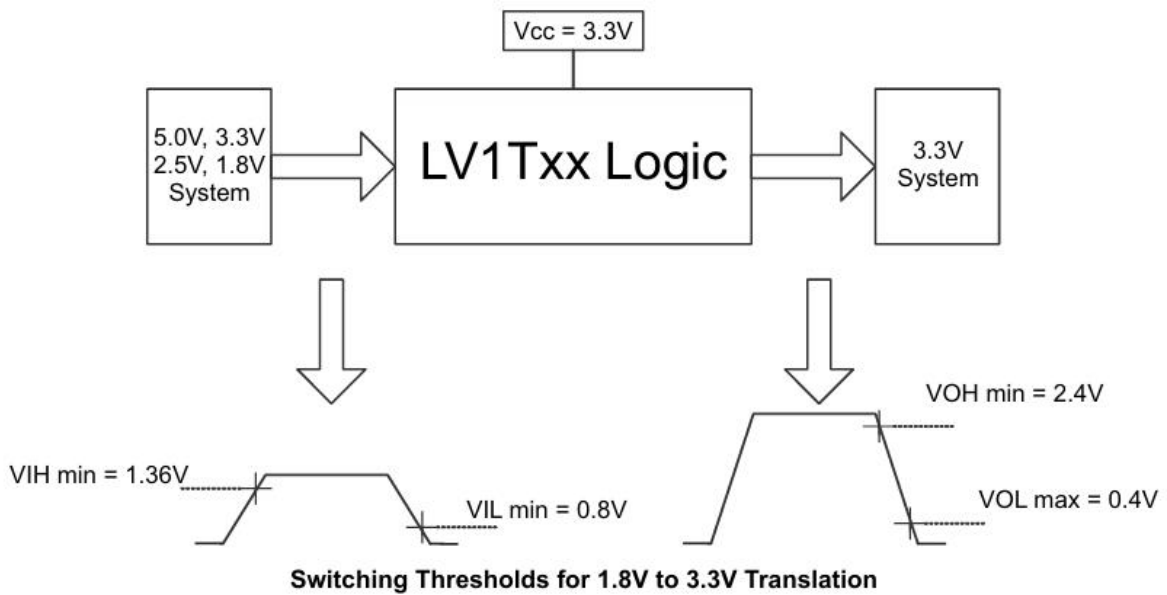 Vcc = 3.3V
5.0V, 3.3V
2.5V, 1.8V
System
LV1Txx Logic
3.3V
System
VIH min = 1.36V
VIL min = 0.8V
VOH min = 2.4V
VOL max = 0.4V
Switching Thresholds for 1.8V to 3.3V Translation